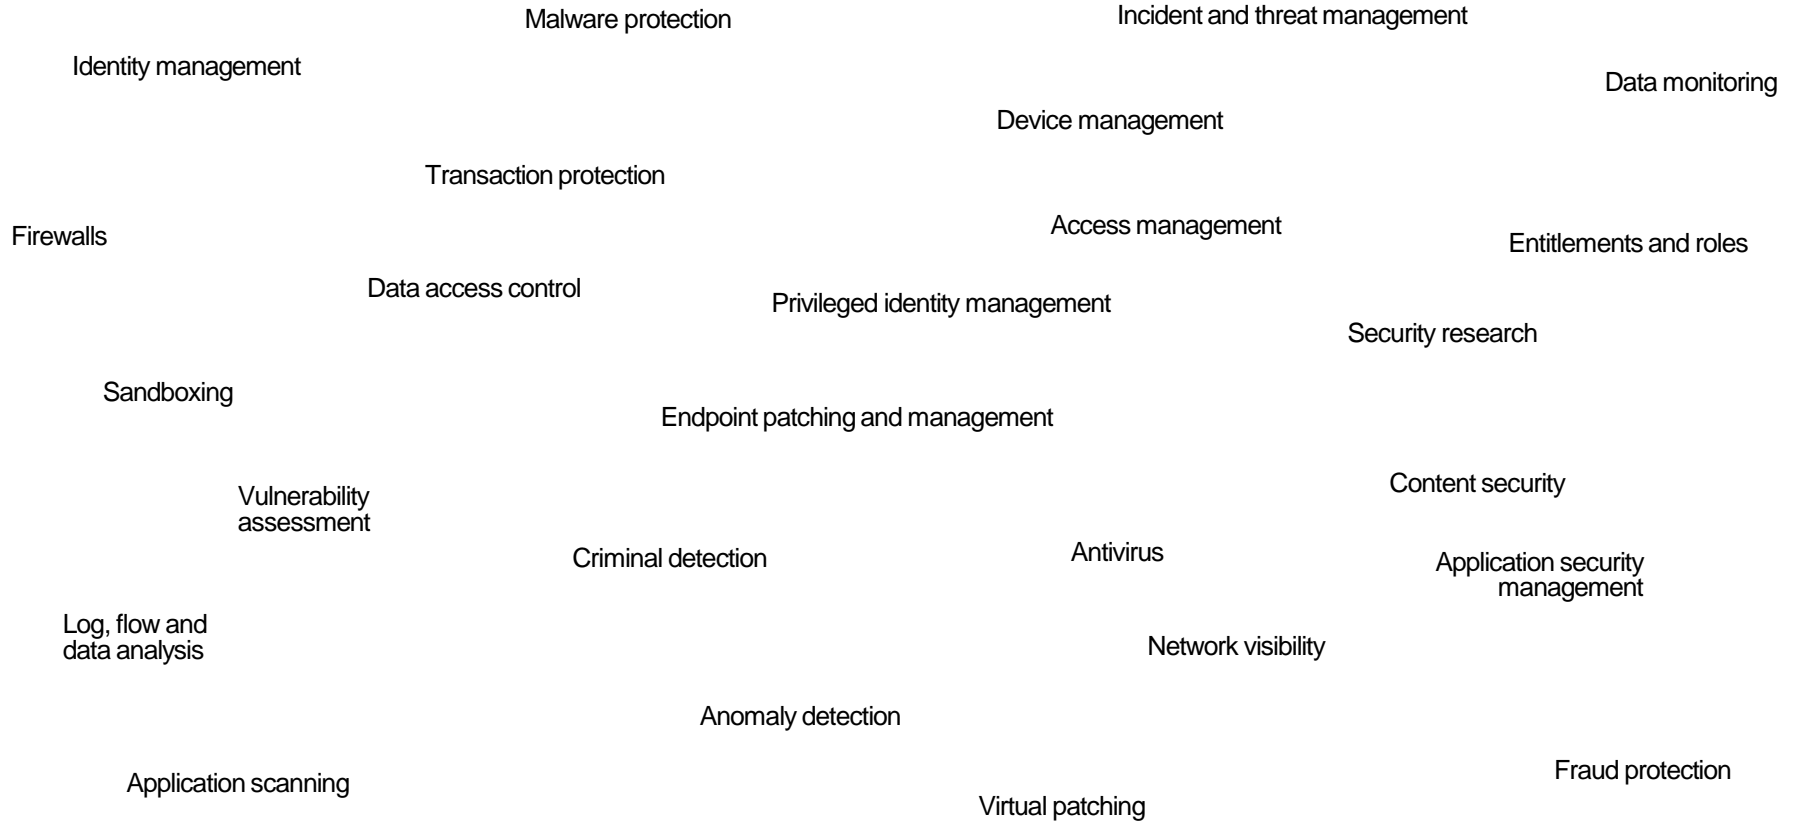 Malware protection
Incident and threat management
Identity management
Data monitoring
Device management
Transaction protection
Access management
Firewalls
Entitlements and roles
Data access control
Privileged identity management
Security research
Sandboxing
Endpoint patching and management
Vulnerability
assessment
Content security
Criminal detection
Antivirus
Application security
management
Log, flow and
data analysis
Network visibility
Anomaly detection
Application scanning
Fraud protection
Virtual patching